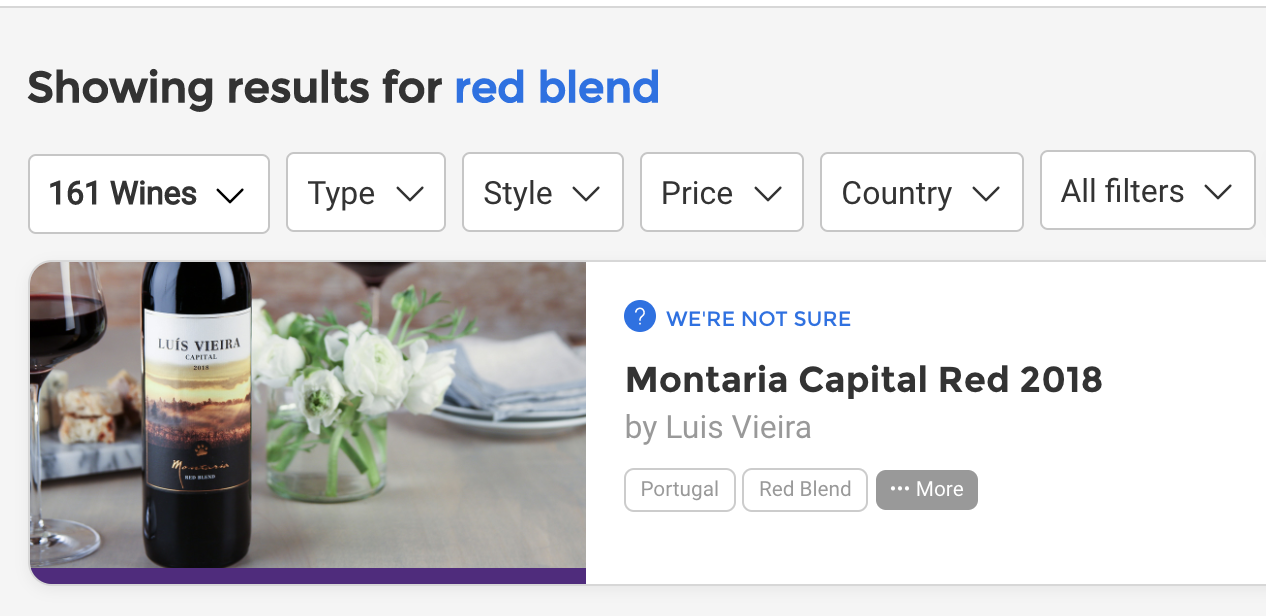 Showing results for red blend
161 Wines Type Style Price Country All filters
? WE'RE NOT SURE
Montaria Capital Red 2018
by Luis Vieira
Portugal Red Blend ··· More
LUÍS VIEIRA
CAPITAL
2018
Montaria
RED BLEND